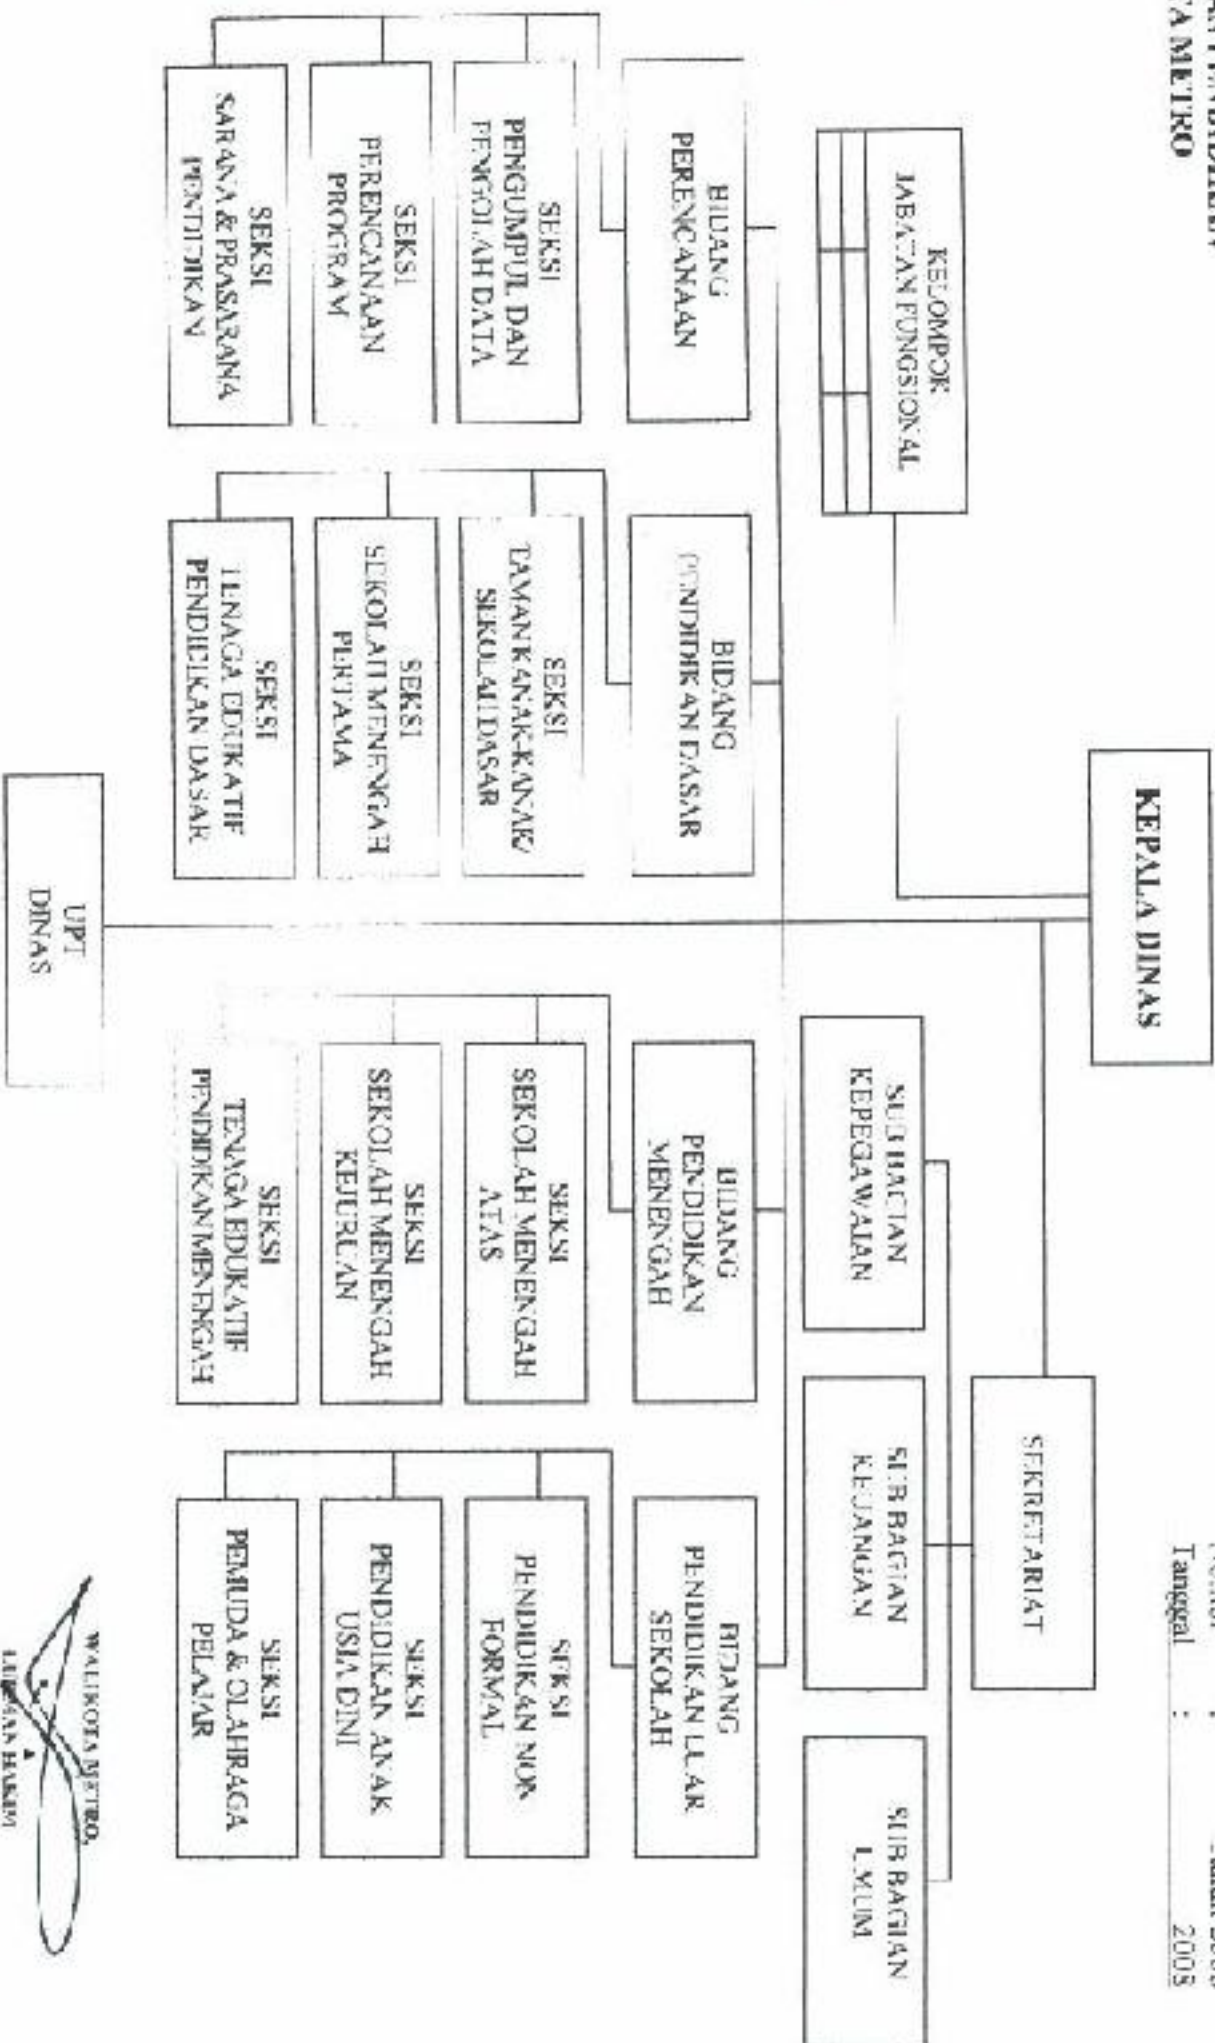 TA METRO
Tanggal : 2008
KEPALA DINAS
KELOMPOK
JABATAN FUNGSIONAL
SEKRETARIAT
SUB BAGIAN
KEPEGAWAIAN
SUB BAGIAN
KEUANGAN
SUB BAGIAN
UMUM
BIDANG
PERENCANAAN
BIDANG
PENDIDIKAN DASAR
BIDANG
PENDIDIKAN
MENENGAH
BIDANG
PENDIDIKAN LUAR
SEKOLAH
SEKSI
PENGUMPUL DAN
PENGOLAH DATA
SEKSI
TAMAN KANAK-KANAK/
SEKOLAH DASAR
SEKSI
SEKOLAH MENENGAH
ATAS
SEKSI
PENDIDIKAN NON
FORMAL
SEKSI
PERENCANAAN
PROGRAM
SEKSI
SEKOLAH MENENGAH
PERTAMA
SEKSI
SEKOLAH MENENGAH
KEJURUAN
SEKSI
PENDIDIKAN ANAK
USIA DINI
SEKSI
SARANA & PRASARANA
PENDIDIKAN
SEKSI
TENAGA EDUKATIF
PENDIDIKAN DASAR
SEKSI
TENAGA EDUKATIF
PENDIDIKAN MENENGAH
SEKSI
PEMUDA & OLAHRAGA
PELAJAR
UPT
DINAS
WALIKOTA METRO,
LUKMAN HAKIM